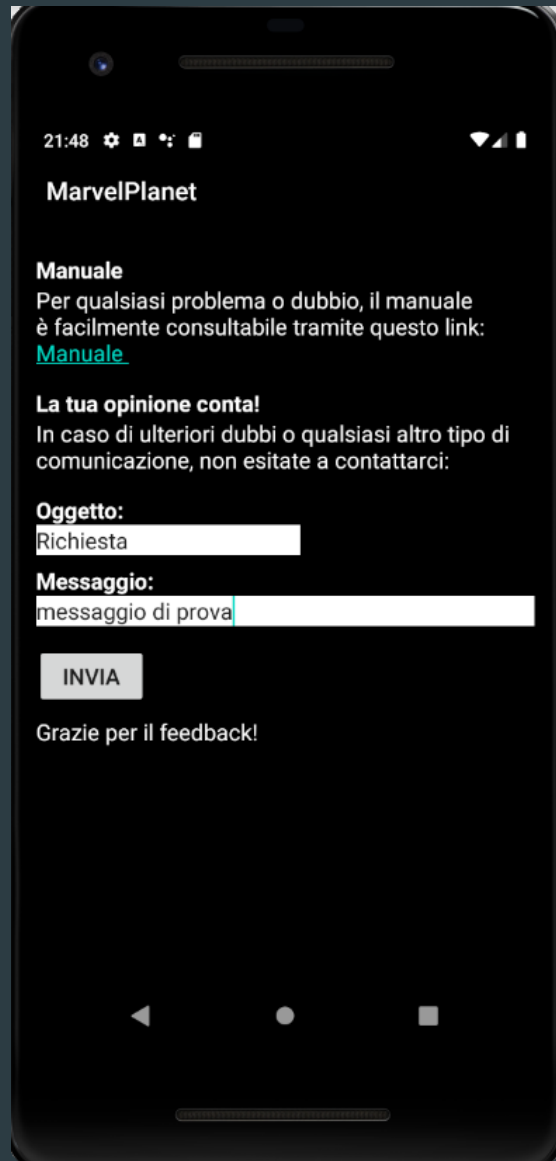 21:48
MarvelPlanet
Manuale
Per qualsiasi problema o dubbio, il manuale
è facilmente consultabile tramite questo link:
Manuale
La tua opinione conta!
In caso di ulteriori dubbi o qualsiasi altro tipo di
comunicazione, non esitate a contattarci:
Oggetto:
Richiesta
Messaggio:
messaggio di prova
INVIA
Grazie per il feedback!